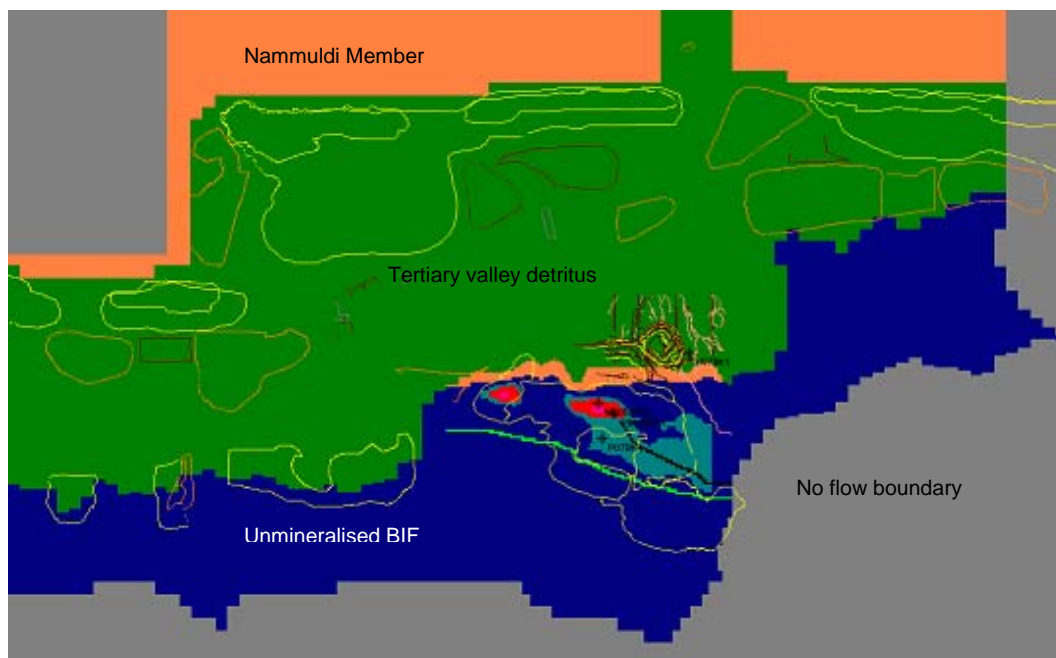 Nammuldi Member
Tertiary valley detritus
No flow boundary
Unmineralised BIF